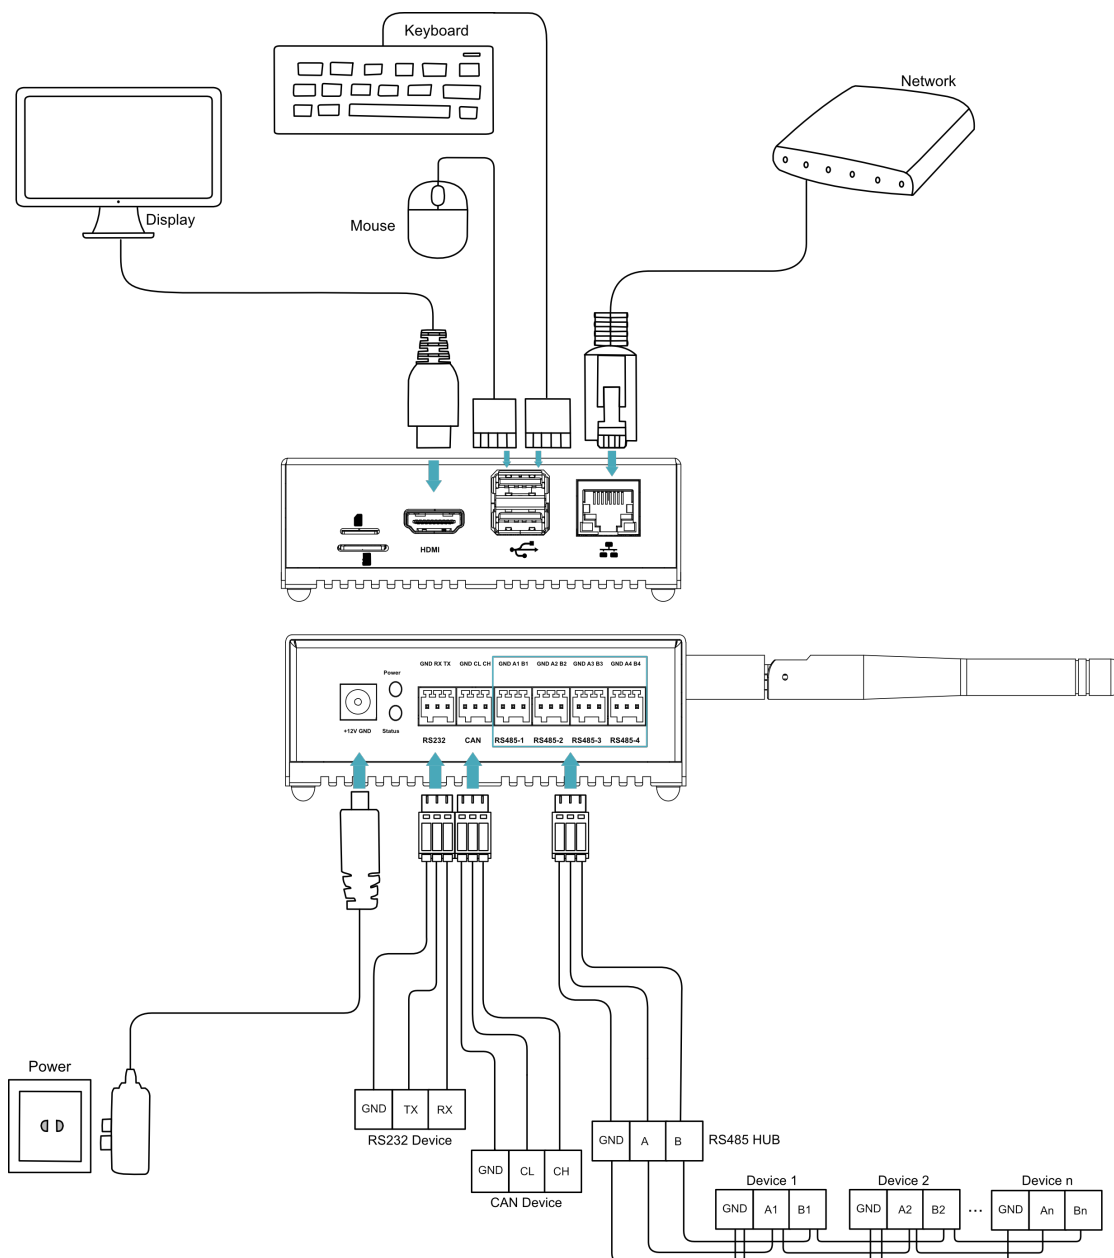 Keyboard
Network
Display
Mouse
HDMI
GND RX TX GND CL CH GND A1 B1 GND A2 B2 GND A3 B3 GND A4 B4
Power
+12V GND Status
RS232 CAN RS485-1 RS485-2 RS485-3 RS485-4
Power
GND TX RX
RS232 Device
GND A B RS485 HUB
GND CL CH
CAN Device
Device 1 Device 2 Device n
GND A1 B1 GND A2 B2 ... GND An Bn